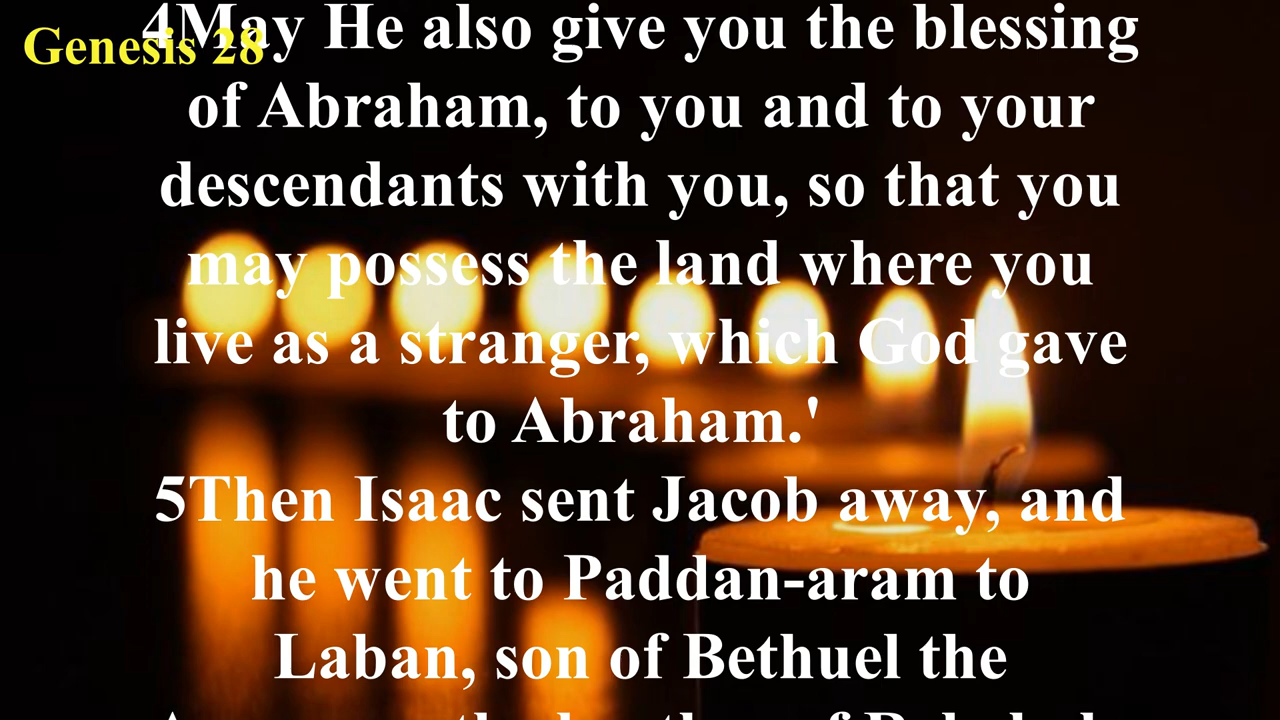 Genesis 28
4May He also give you the blessing
of Abraham, to you and to your
descendants with you, so that you
may possess the land where you
live as a stranger, which God gave
to Abraham.'
5Then Isaac sent Jacob away, and
he went to Paddan-aram to
Laban, son of Bethuel the